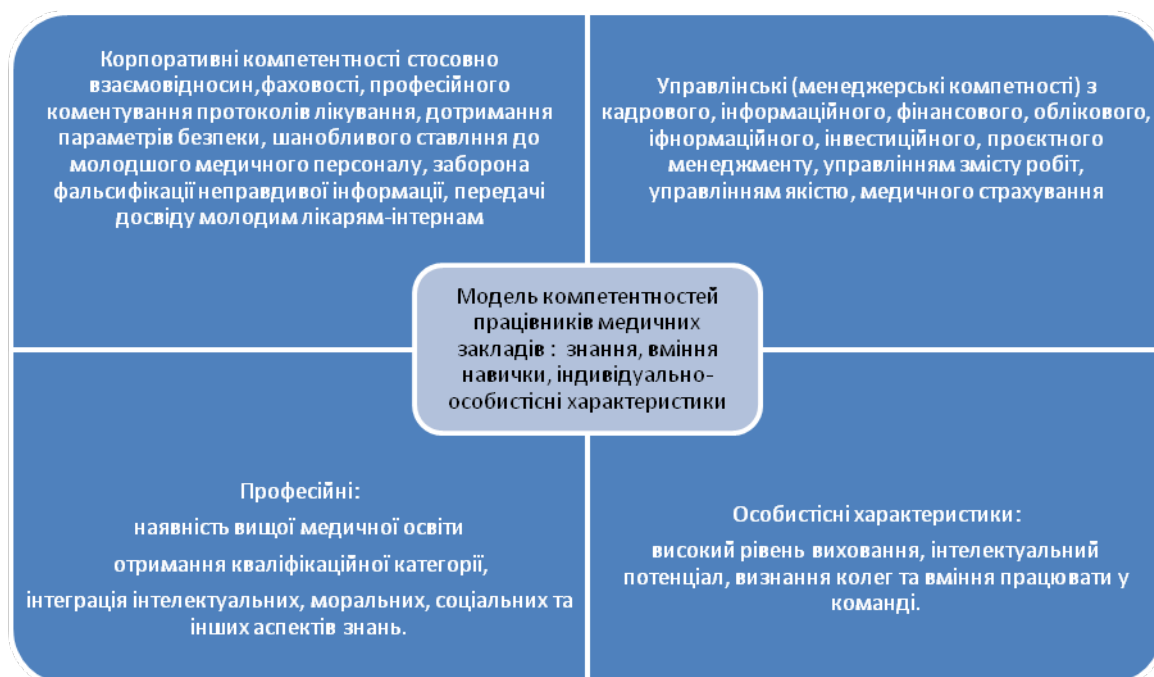 Корпоративні компетентності стосовно
взаємовідносин,фаховості, професійного
коментування протоколів лікування, дотримання
параметрів безпеки, шанобливого ставлння до
молодшого медичного персоналу, заборона
фальсифікації неправдивої інформації, передачі
досвіду молодим лікарям-інтернам
Управлінські (менеджерські компетності) з
кадрового, інформаційного, фінансового, облікового,
іфнормаційного, інвестиційного, проєктного
менеджменту, управлінням змісту робіт,
управлінням якістю, медичного страхування
Модель компетентностей
працівників медичних
закладів : знання, вміння
навички, індивідуально-
особистісні характеристики
Професійні:
наявність вищої медичної освіти
отримання кваліфікаційної категорії,
інтеграція інтелектуальних, моральних, соціальних та
інших аспектів знань.
Особистісні характеристики:
високий рівень виховання, інтелектуальний
потенціал, визнання колег та вміння працювати у
команді.